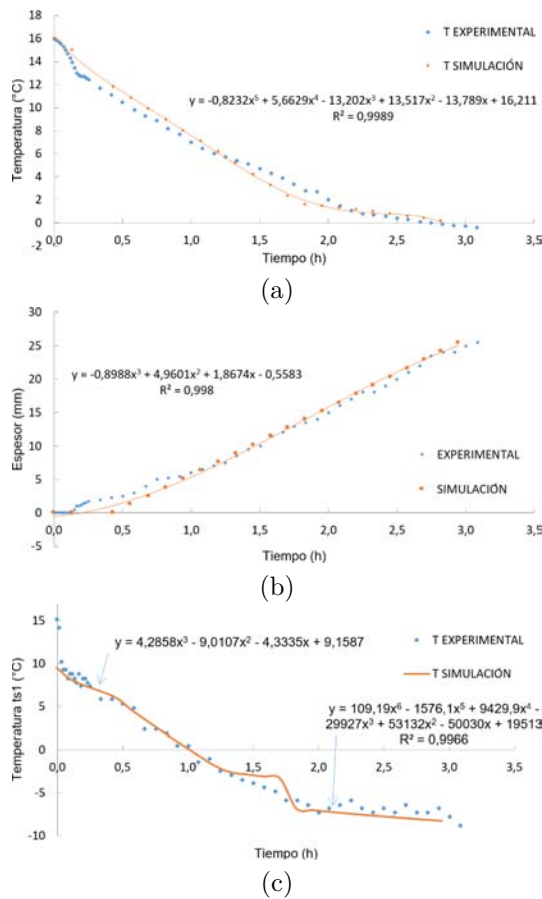 18
16
14
12
10
8
6
4
2
0
-2
Temperatura (°C)
T EXPERIMENTAL
T SIMULACIÓN
y = -0,8232x⁵ + 5,6629x⁴ - 13,202x³ + 13,517x² - 13,789x + 16,211
R² = 0,9989
0,0 0,5 1,0 1,5 2,0 2,5 3,0 3,5
Tiempo (h)
(a)
30
25
20
15
10
5
0
-5
Espesor (mm)
y = -0,8988x³ + 4,9601x² + 1,8674x - 0,5583
R² = 0,998
EXPERIMENTAL
SIMULACIÓN
0,0 0,5 1,0 1,5 2,0 2,5 3,0 3,5
Tiempo (h)
(b)
15
10
5
0
-5
-10
Temperatura ts1 (°C)
y = 4,2858x³ - 9,0107x² - 4,3335x + 9,1587
T EXPERIMENTAL
T SIMULACIÓN
y = 109,19x⁶ - 1576,1x⁵ + 9429,9x⁴ -
29927x³ + 53132x² - 50030x + 19513
R² = 0,9966
0,0 0,5 1,0 1,5 2,0 2,5 3,0 3,5
Tiempo (h)
(c)